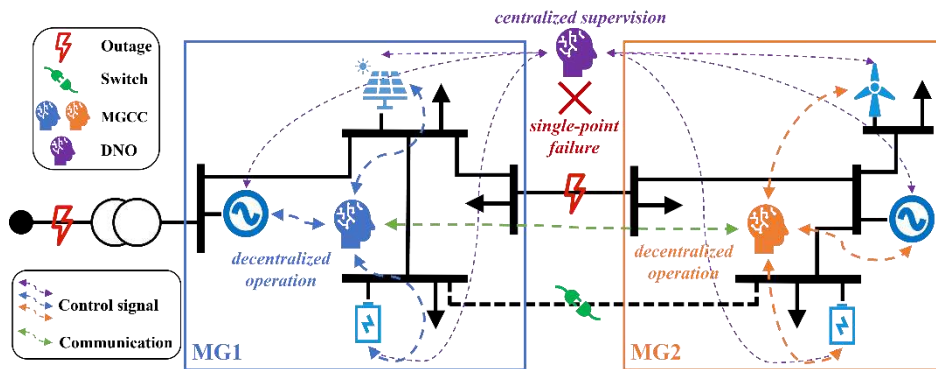 centralized supervision
Outage
Switch
MGCC
DNO
single-point
failure
decentralized
operation
decentralized
operation
Control signal
Communication
MG1
MG2